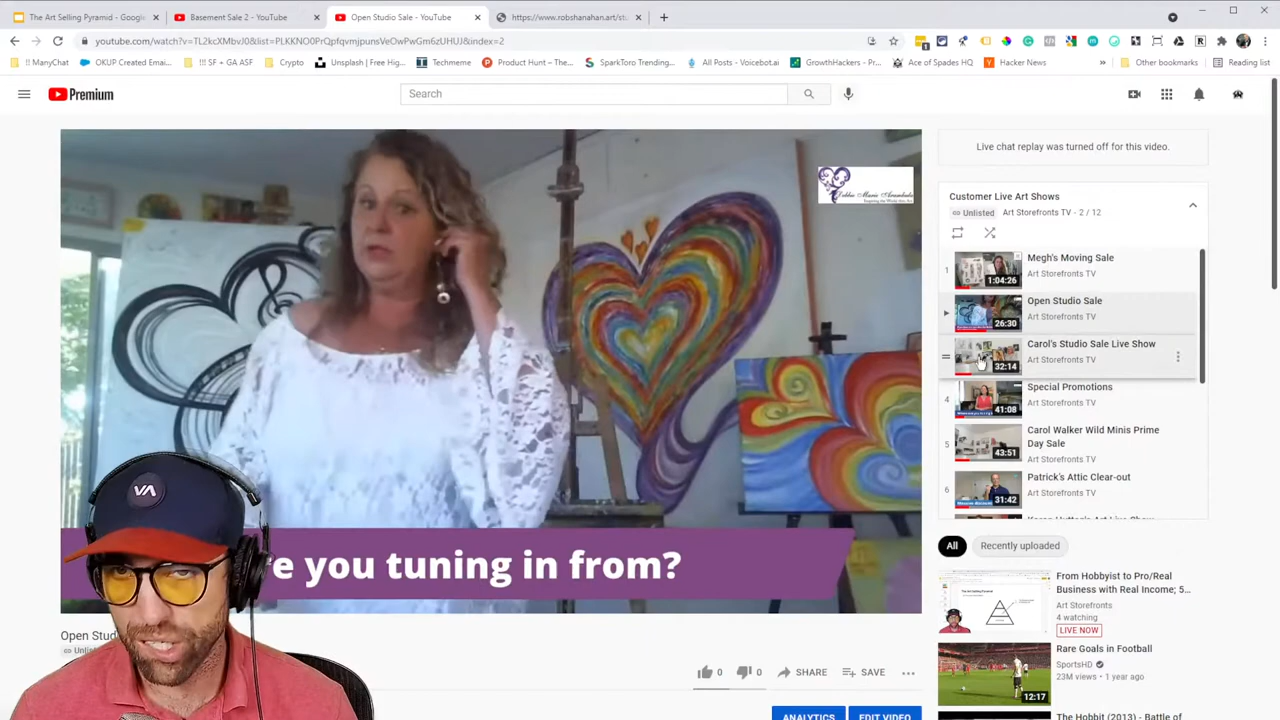 The Art Selling Pyramid - Google
Basement Sale 2 - YouTube
Open Studio Sale - YouTube
https://www.robshanahan.art/st
youtube.com/watch?v=TL2kcXMbvJ0&list=PLKKNO0PrQpfqvmjpunsVeOwPwGm6zUHUJ&index=2
!! ManyChat
OKUP Created Emai...
!!! SF + GA ASF
Crypto
Unsplash | Free Hig...
Techmeme
Product Hunt – The...
SparkToro Trending...
All Posts - Voicebot.ai
GrowthHackers - Pr...
Ace of Spades HQ
Hacker News
Other bookmarks
Reading list
Premium
Search
Live chat replay was turned off for this video.
Customer Live Art Shows
Unlisted Art Storefronts TV - 2 / 12
1
1:04:26
Megh's Moving Sale
Art Storefronts TV
26:30
Open Studio Sale
Art Storefronts TV
32:14
Carol's Studio Sale Live Show
Art Storefronts TV
4
41:08
Special Promotions
Art Storefronts TV
5
43:51
Carol Walker Wild Minis Prime
Day Sale
Art Storefronts TV
6
31:42
Patrick's Attic Clear-out
Art Storefronts TV
All
Recently uploaded
From Hobbyist to Pro/Real
Business with Real Income; 5...
Art Storefronts
4 watching
LIVE NOW
12:17
Rare Goals in Football
SportsHD
23M views • 1 year ago
The Hobbit (2013) - Battle of
VA
you tuning in from?
Open
0
0
SHARE
SAVE
ANALYTICS
EDIT VIDEO